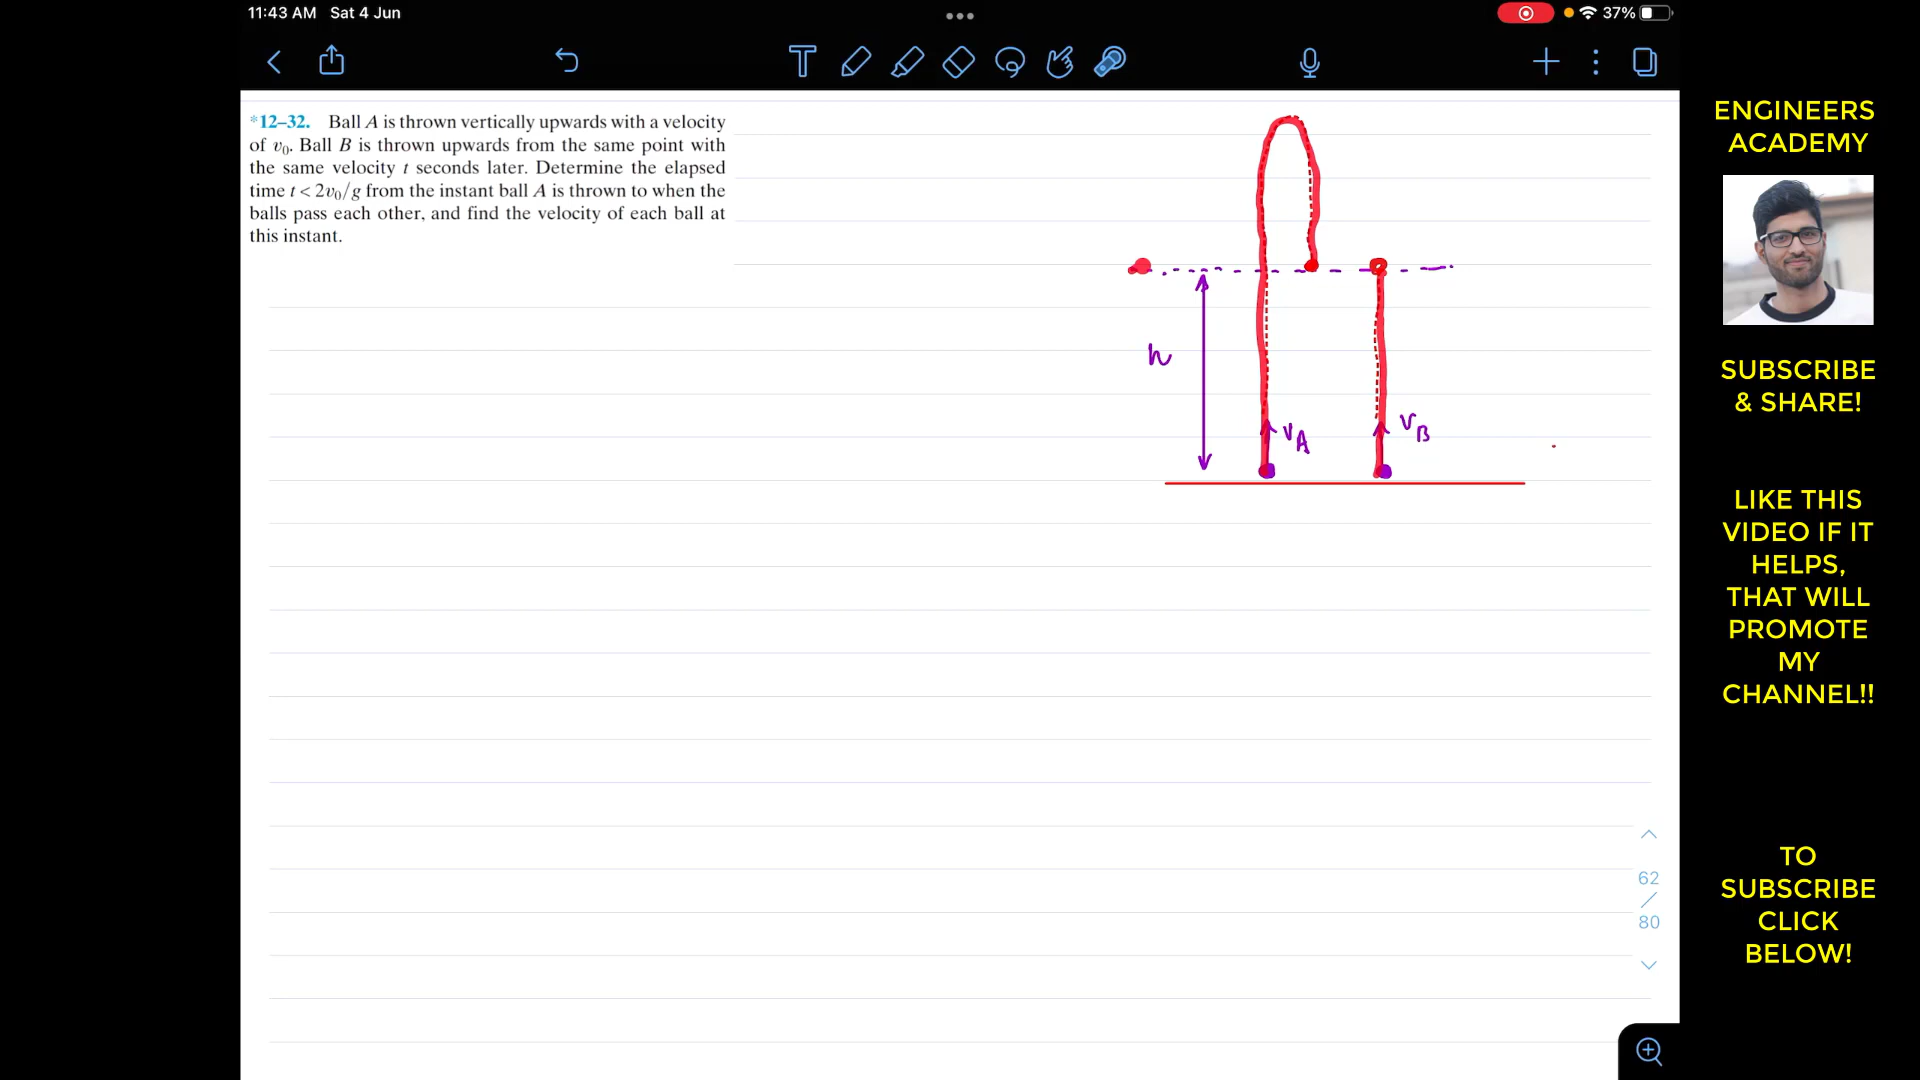 11:43 AM Sat 4 Jun
37%
*12–32. Ball A is thrown vertically upwards with a velocity
of v₀. Ball B is thrown upwards from the same point with
the same velocity t seconds later. Determine the elapsed
time t < 2v₀/g from the instant ball A is thrown to when the
balls pass each other, and find the velocity of each ball at
this instant.
h
vA
vB
62
/
80
ENGINEERS
ACADEMY
SUBSCRIBE
& SHARE!
LIKE THIS
VIDEO IF IT
HELPS,
THAT WILL
PROMOTE
MY
CHANNEL!!
TO
SUBSCRIBE
CLICK
BELOW!